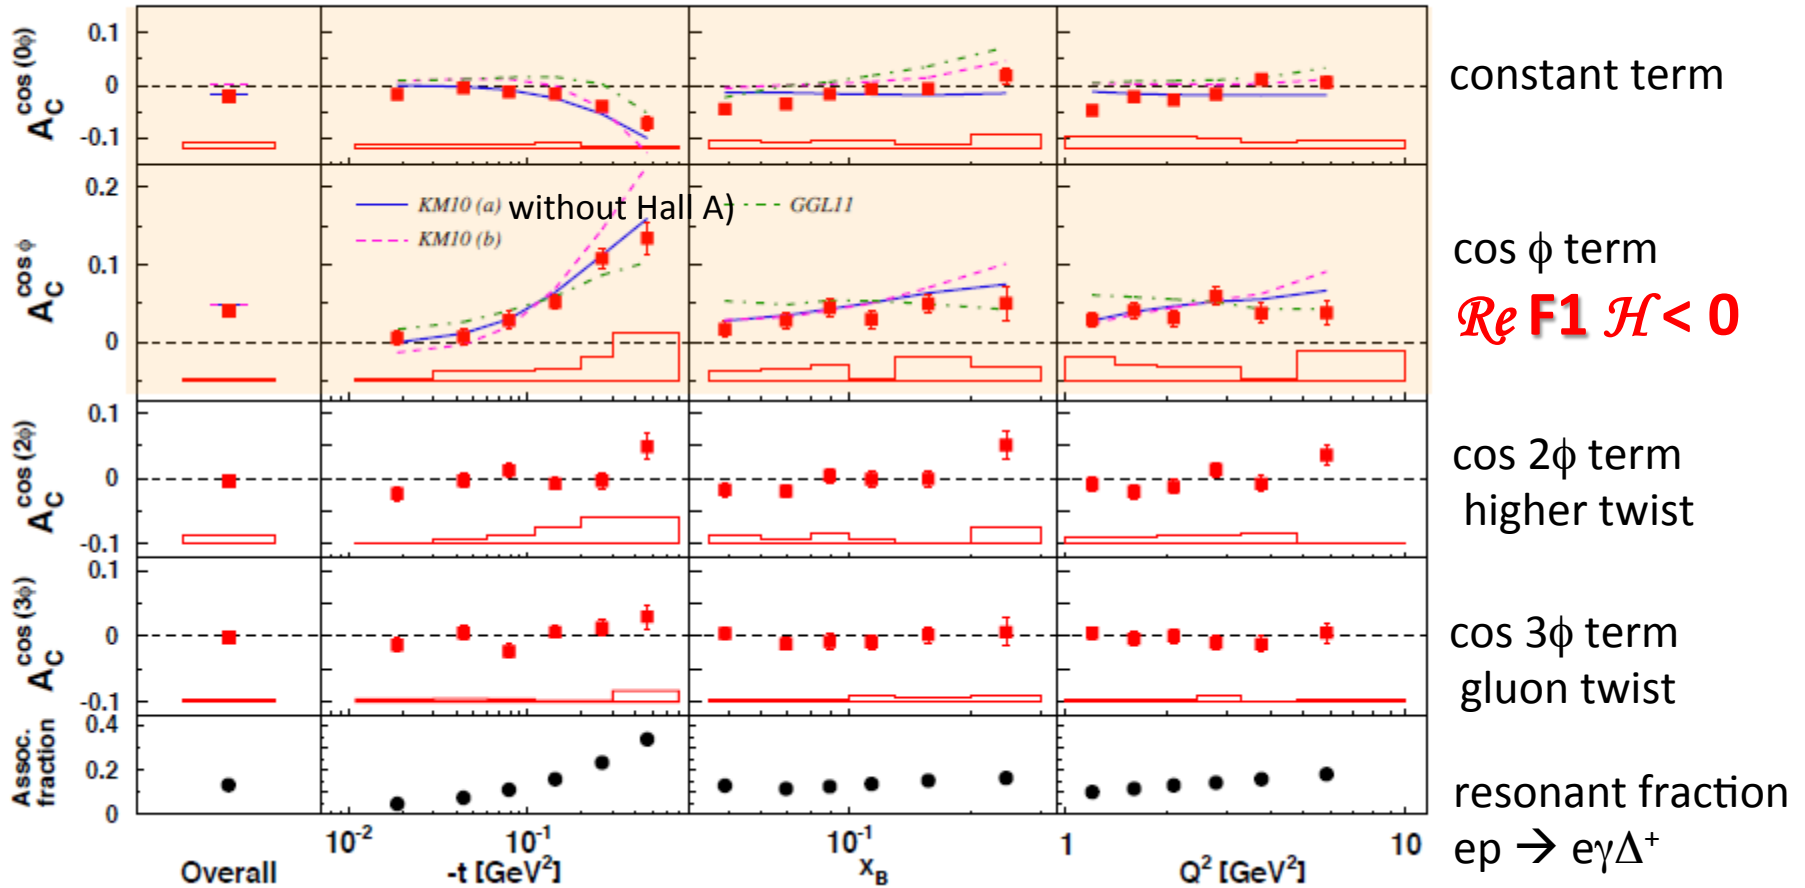 0.1
0
-0.1
A_C^cos (0ϕ)
constant term
0.2
0.1
0
A_C^cos ϕ
KM10 (a) without Hall A)
GGL11
KM10 (b)
cos ϕ term
ℛe F1 ℋ < 0
0.1
0
-0.1
A_C^cos (2ϕ)
cos 2ϕ term
higher twist
0.1
0
-0.1
A_C^cos (3ϕ)
cos 3ϕ term
gluon twist
0.4
0.2
0
Assoc.
fraction
resonant fraction
ep → eγΔ⁺
10⁻² 10⁻¹ 10⁻¹ 1 10
Overall -t [GeV²] x_B Q² [GeV²]